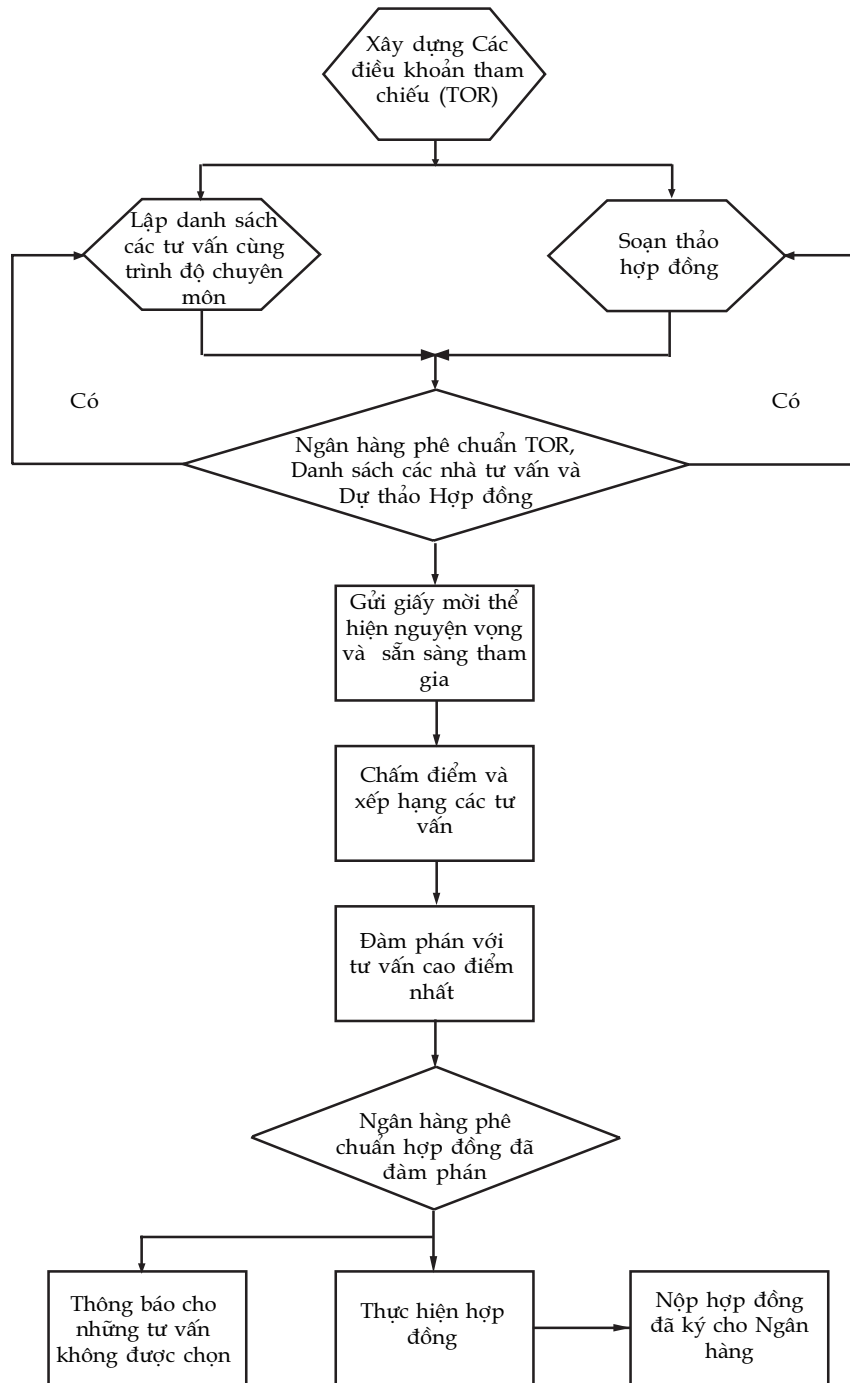 Xây dựng Các
điều khoản tham
chiếu (TOR)
Lập danh sách
các tư vấn cùng
trình độ chuyên
môn
Soạn thảo
hợp đồng
Có
Có
Ngân hàng phê chuẩn TOR,
Danh sách các nhà tư vấn và
Dự thảo Hợp đồng
Gửi giấy mời thể
hiện nguyện vọng
và sẵn sàng tham
gia
Chấm điểm và
xếp hạng các tư
vấn
Đàm phán với
tư vấn cao điểm
nhất
Ngân hàng phê
chuẩn hợp đồng đã
đàm phán
Thông báo cho
những tư vấn
không được chọn
Thực hiện hợp
đồng
Nộp hợp đồng
đã ký cho Ngân
hàng